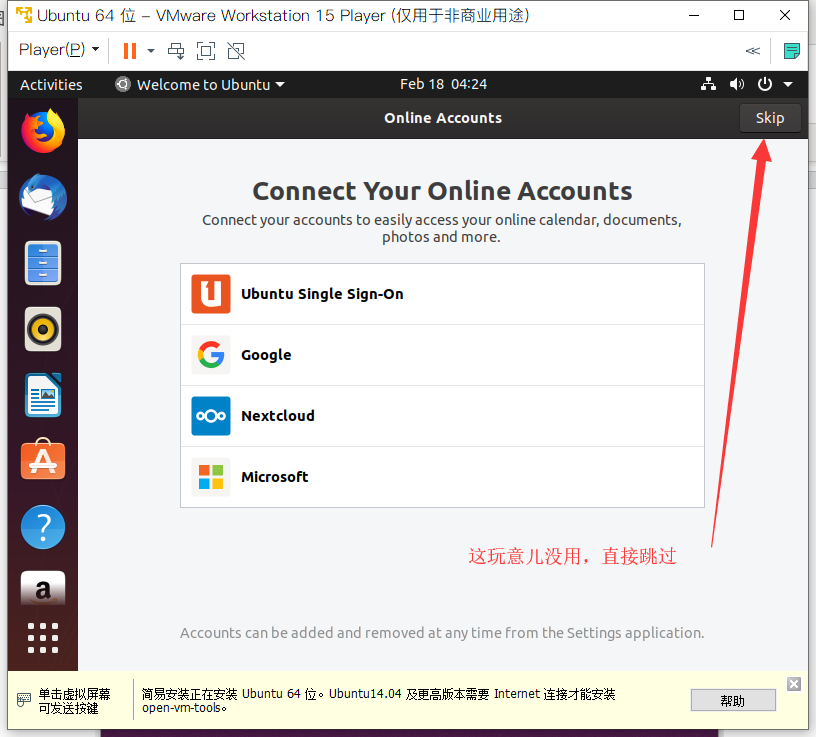 Ubuntu 64 位 - VMware Workstation 15 Player (仅用于非商业用途)
Player(P)
Activities
Welcome to Ubuntu
Feb 18 04:24
Online Accounts
Skip
Connect Your Online Accounts
Connect your accounts to easily access your online calendar, documents,
photos and more.
Ubuntu Single Sign-On
Google
Nextcloud
Microsoft
这玩意儿没用，直接跳过
Accounts can be added and removed at any time from the Settings application.
单击虚拟屏幕
可发送按键
简易安装正在安装 Ubuntu 64 位。Ubuntu14.04 及更高版本需要 Internet 连接才能安装
open-vm-tools。
帮助